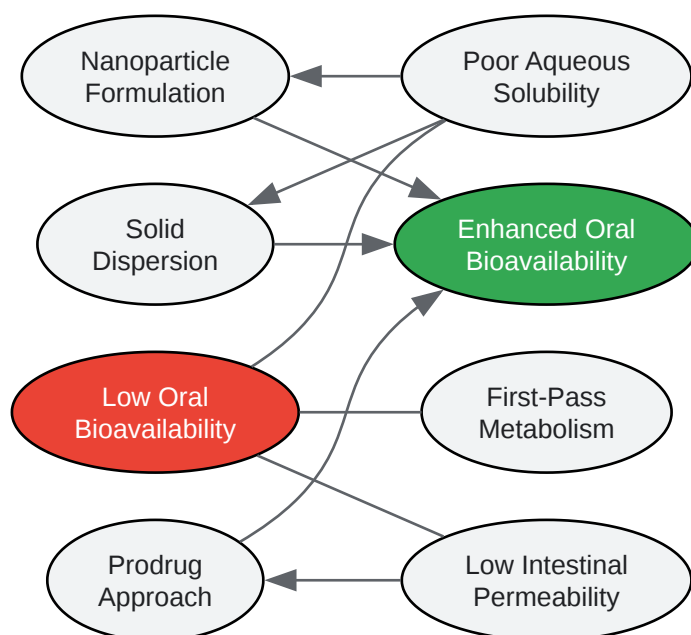 Nanoparticle
Formulation
Poor Aqueous
Solubility
Solid
Dispersion
Enhanced Oral
Bioavailability
Low Oral
Bioavailability
First-Pass
Metabolism
Prodrug
Approach
Low Intestinal
Permeability